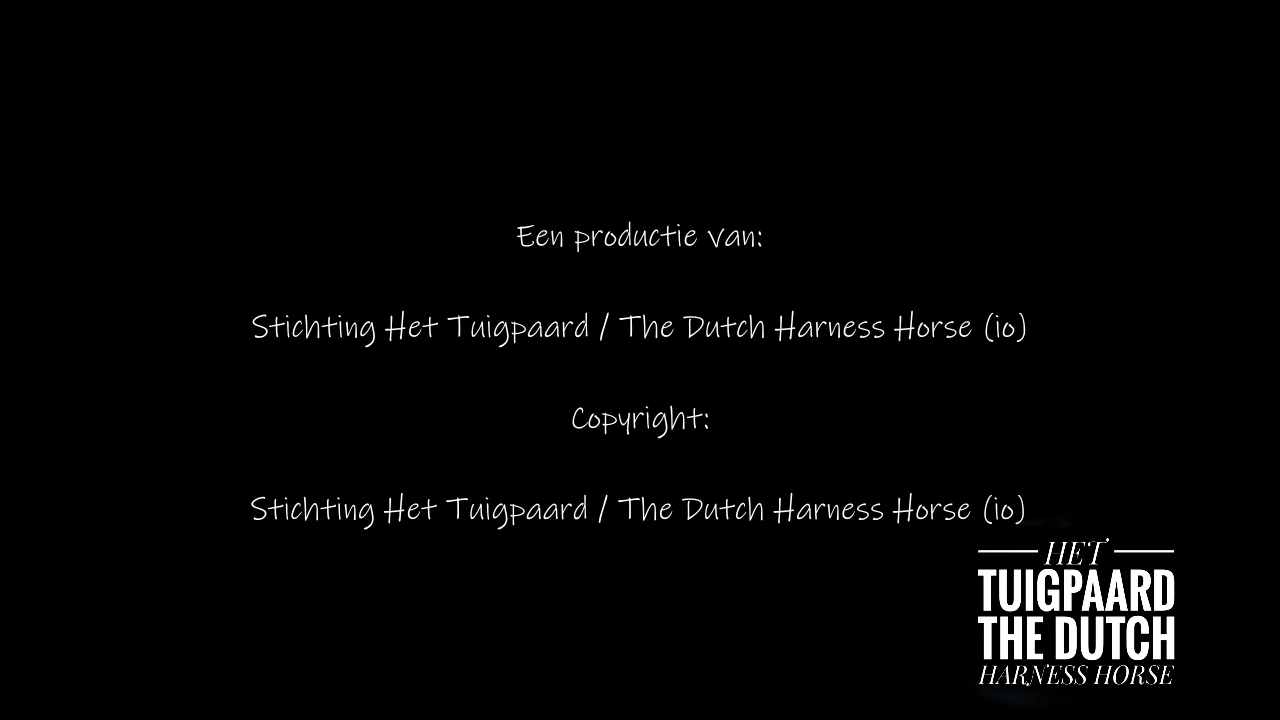 Een productie van:
Stichting Het Tuigpaard / The Dutch Harness Horse (io)
Copyright:
Stichting Het Tuigpaard / The Dutch Harness Horse (io)
HET
TUIGPAARD
THE DUTCH
HARNESS HORSE